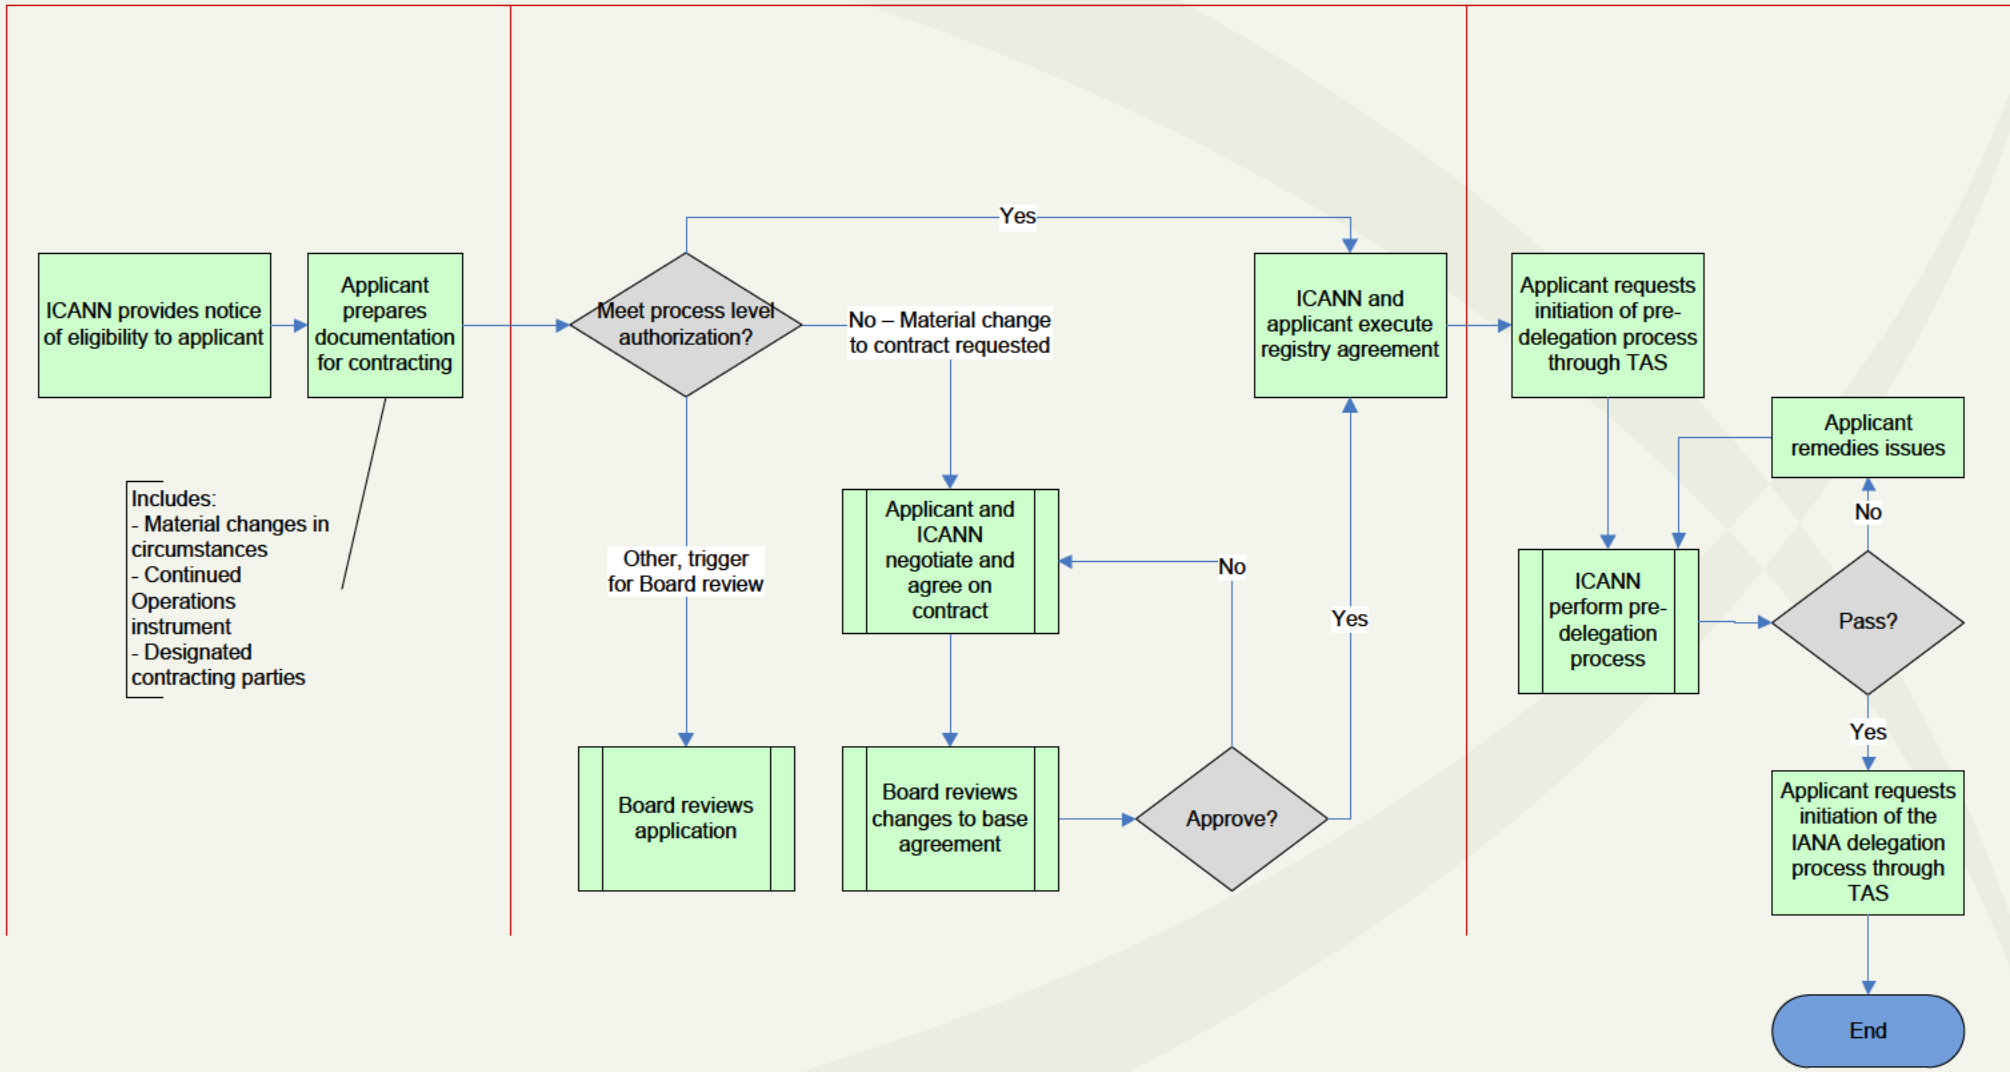 ICANN provides notice
of eligibility to applicant
Applicant
prepares
documentation
for contracting
Includes:
- Material changes in
circumstances
- Continued
Operations
instrument
- Designated
contracting parties
Meet process level
authorization?
Yes
No – Material change
to contract requested
Other, trigger
for Board review
Board reviews
application
Applicant and
ICANN
negotiate and
agree on
contract
Board reviews
changes to base
agreement
Approve?
No
Yes
ICANN and
applicant execute
registry agreement
Applicant requests
initiation of pre-
delegation process
through TAS
ICANN
perform pre-
delegation
process
Pass?
No
Applicant
remedies issues
Yes
Applicant requests
initiation of the
IANA delegation
process through
TAS
End